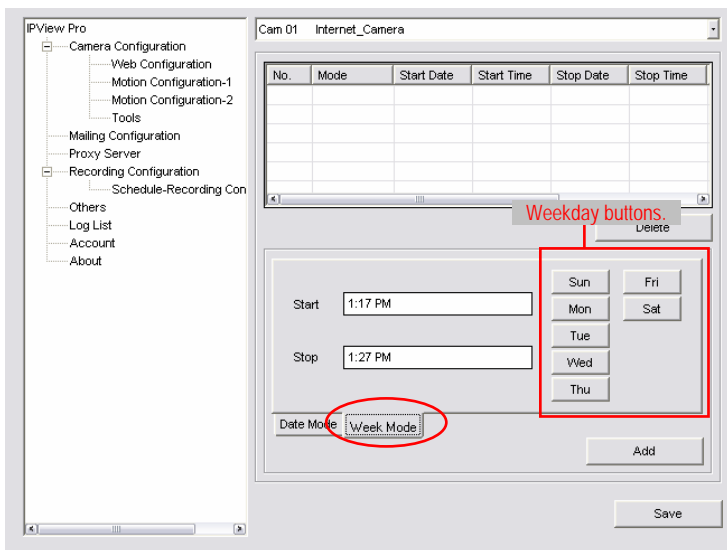 IPView Pro
Camera Configuration
Web Configuration
Motion Configuration-1
Motion Configuration-2
Tools
Mailing Configuration
Proxy Server
Recording Configuration
Schedule-Recording Con
Others
Log List
Account
About
Cam 01 Internet_Camera
No. Mode Start Date Start Time Stop Date Stop Time
Weekday buttons.
Delete
Start 1:17 PM
Stop 1:27 PM
Sun Fri
Mon Sat
Tue
Wed
Thu
Date Mode Week Mode
Add
Save